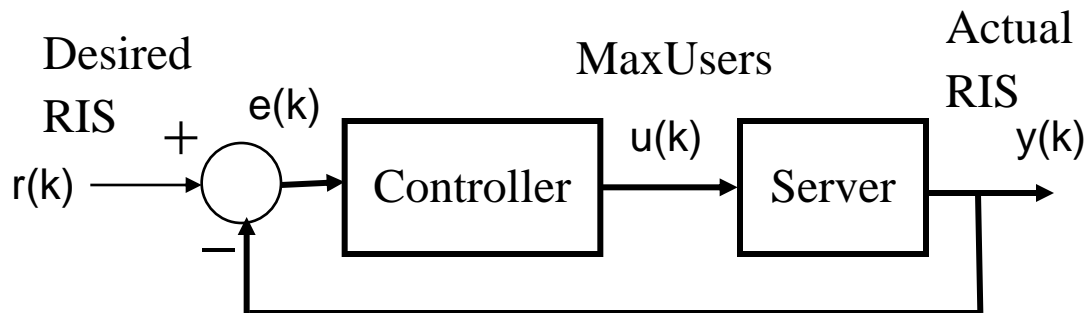 Desired
RIS
r(k)
+
−
e(k)
Controller
MaxUsers
u(k)
Server
Actual
RIS
y(k)